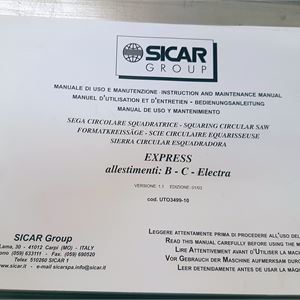 SICAR
GROUP
MANUALE DI USO E MANUTENZIONE -INSTRUCTION AND MAINTENANCE MANUAL
MANUEL D'UTILISATION ET D'ENTRETIEN - BEDIENUNGSANLEITUNG
MANUAL DE USO Y MANTENIMIENTO
SEGA CIRCOLARE SQUADRATRICE - SQUARING CIRCULAR SAW
FORMATKREISSÄGE - SCIE CIRCULAIRE EQUARISSEUSE
SIERRA CIRCULAR ESQUADORA
EXPRESS
allestimenti: B - C - Electra
VERSIONE: 1.1 EDIZIONE: 01/03
cod. UTO3499-10
SICAR Group
Lama, 30 - 41012 Carpi (MO) - ITALY
fono (059) 633111 - Fax (059) 690520
Telex 510260 SICAR 1
www.sicar.it - e-mail sicarspa@info.sicar.it
LEGGERE ATTENTAMENTE PRIMA DI PROCEDERE ALL'USO DEL
READ THIS MANUAL CAREFULLY BEFORE USING THE
LIRE ATTENTIVEMENT AVANT D'UTILISER LA MACH
VOR GEBRAUCH DER MASCHINE AUFMERKSAM DURCH
LEER DETENIDAMENTE ANTES DE USAR LA MÁQU